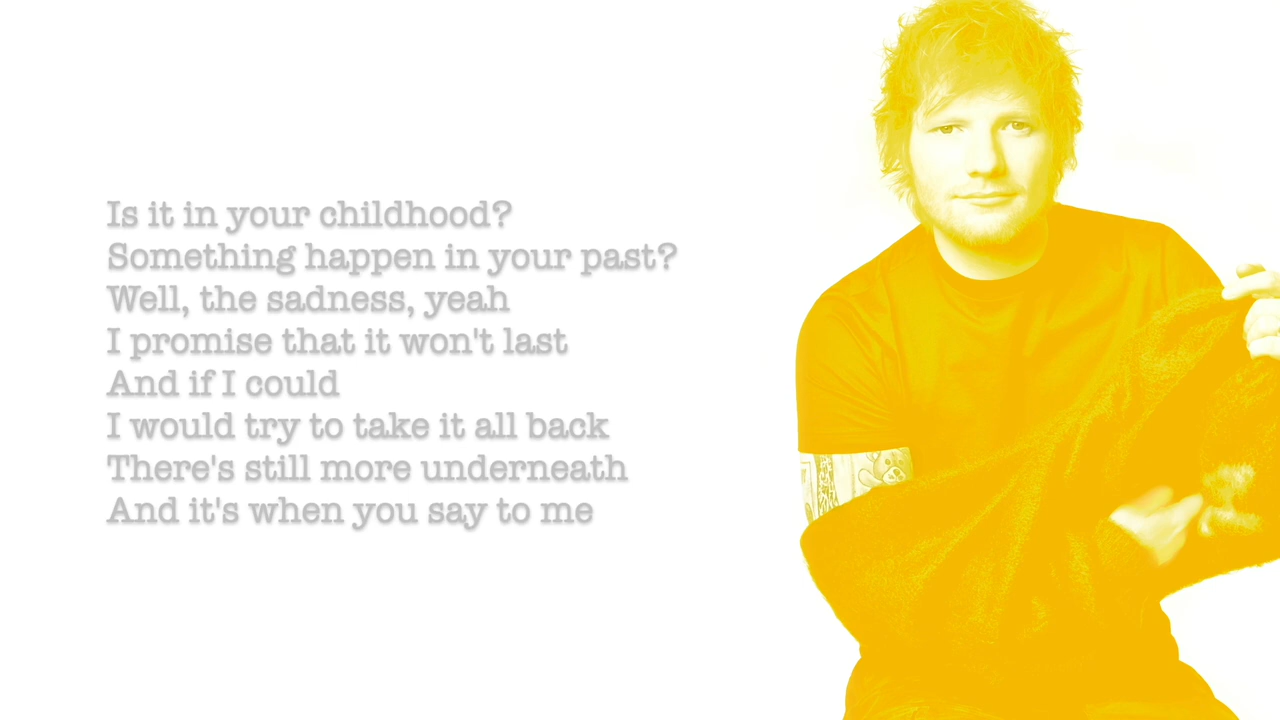 Is it in your childhood?
Something happen in your past?
Well, the sadness, yeah
I promise that it won't last
And if I could
I would try to take it all back
There's still more underneath
And it's when you say to me